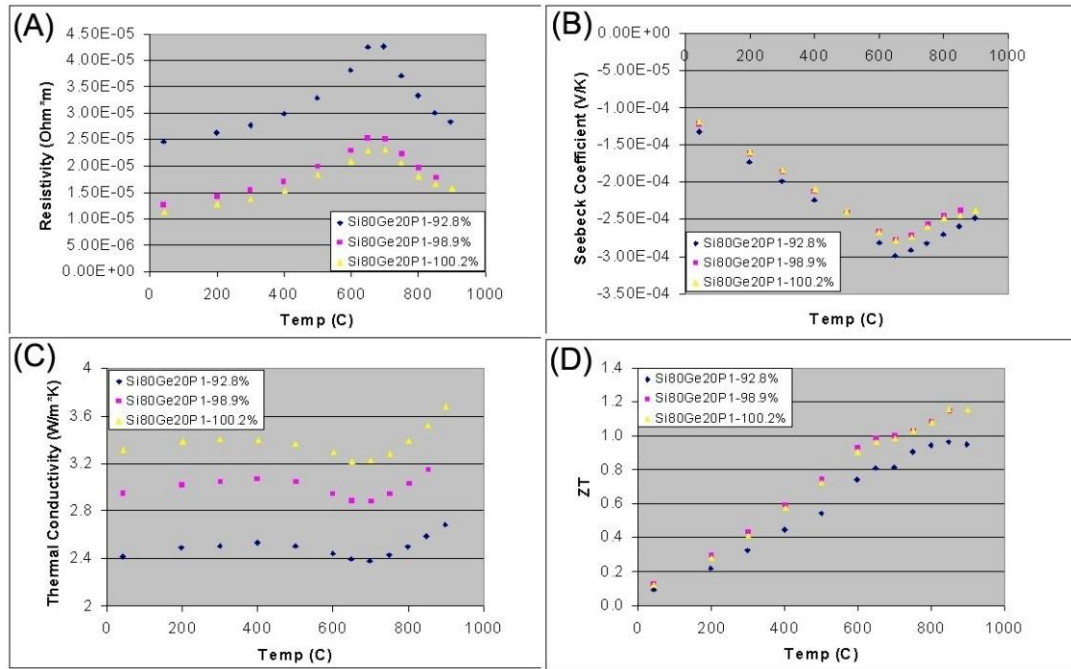 (A)
4.50E-05
4.00E-05
3.50E-05
3.00E-05
2.50E-05
2.00E-05
1.50E-05
1.00E-05
5.00E-06
0.00E+00
Resistivity (Ohm*m)
Si80Ge20P1-92.8%
Si80Ge20P1-98.9%
Si80Ge20P1-100.2%
0 200 400 600 800 1000
Temp (C)
(B)
0.00E+00
-5.00E-05
-1.00E-04
-1.50E-04
-2.00E-04
-2.50E-04
-3.00E-04
-3.50E-04
Seebeck Coefficient (V/K)
0 200 400 600 800 1000
Si80Ge20P1-92.8%
Si80Ge20P1-98.9%
Si80Ge20P1-100.2%
Temp (C)
(C)
4
3.6
3.2
2.8
2.4
2
Thermal Conductivity (W/m*K)
Si80Ge20P1-92.8%
Si80Ge20P1-98.9%
Si80Ge20P1-100.2%
0 200 400 600 800 1000
Temp (C)
(D)
1.4
1.2
1.0
0.8
0.6
0.4
0.2
0.0
ZT
Si80Ge20P1-92.8%
Si80Ge20P1-98.9%
Si80Ge20P1-100.2%
0 200 400 600 800 1000
Temp (C)